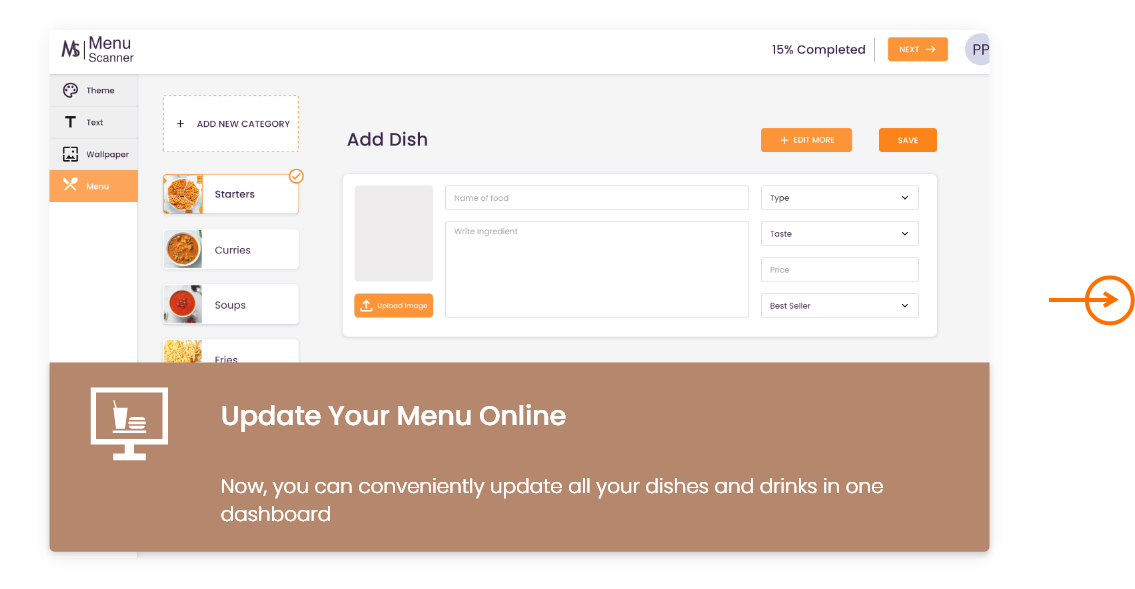 MS | Menu Scanner
15% Completed
NEXT →
PP
Theme
Text
Wallpaper
Menu
+ ADD NEW CATEGORY
Starters
Curries
Soups
Fries
Add Dish
+ EDIT MORE
SAVE
Name of food
Write Ingredient
Upload Image
Type
Taste
Price
Best Seller
Update Your Menu Online
Now, you can conveniently update all your dishes and drinks in one
dashboard